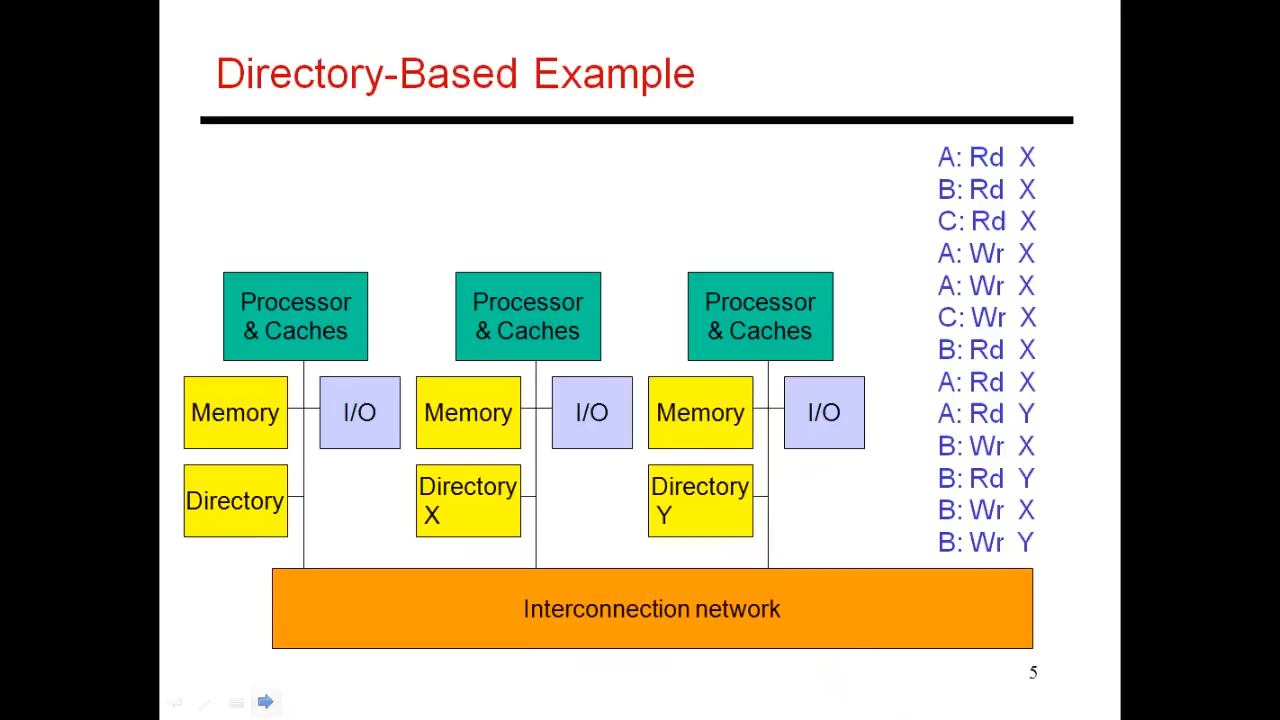 Directory-Based Example
A: Rd X
B: Rd X
C: Rd X
A: Wr X
A: Wr X
C: Wr X
B: Rd X
A: Rd X
A: Rd Y
B: Wr X
B: Rd Y
B: Wr X
B: Wr Y
Processor
& Caches
Processor
& Caches
Processor
& Caches
Memory
I/O
Memory
I/O
Memory
I/O
Directory
Directory
X
Directory
Y
Interconnection network
5